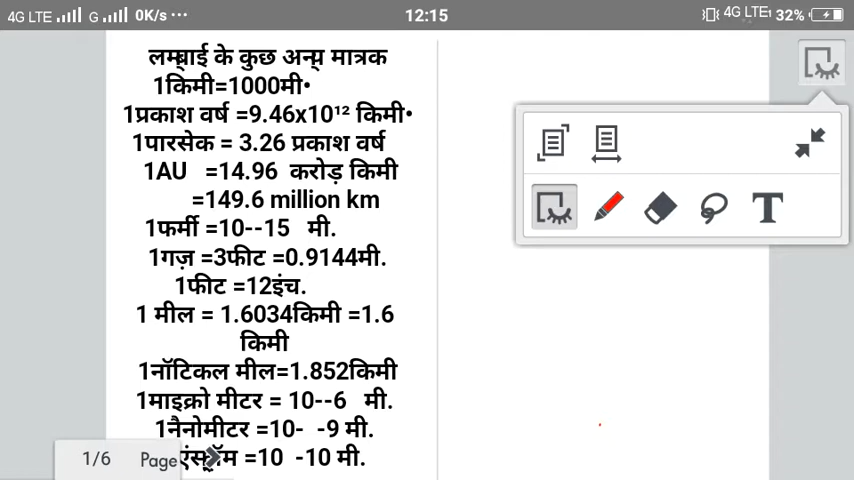 4G LTE G 0K/s ••• 12:15 4G LTE 32%
लम्बाई के कुछ अन्य मात्रक
1किमी=1000मी•
1प्रकाश वर्ष =9.46x10¹² किमी•
1पारसेक = 3.26 प्रकाश वर्ष
1AU =14.96 करोड़ किमी
=149.6 million km
1फर्मी =10--15 मी.
1गज़ =3फीट =0.9144मी.
1फीट =12इंच.
1 मील = 1.6034किमी =1.6
किमी
1नॉटिकल मील=1.852किमी
1माइक्रो मीटर = 10--6 मी.
1नैनोमीटर =10- -9 मी.
=10 -10 मी.
1/6 Page
T